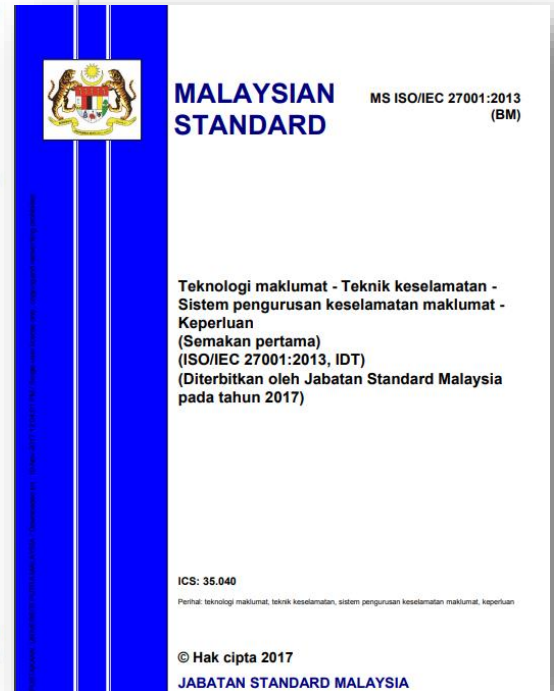 MALAYSIAN
STANDARD
MS ISO/IEC 27001:2013
(BM)
Teknologi maklumat - Teknik keselamatan -
Sistem pengurusan keselamatan maklumat -
Keperluan
(Semakan pertama)
(ISO/IEC 27001:2013, IDT)
(Diterbitkan oleh Jabatan Standard Malaysia
pada tahun 2017)
ICS: 35.040
Perihal: teknologi maklumat, teknik keselamatan, sistem pengurusan keselamatan maklumat, keperluan
© Hak cipta 2017
JABATAN STANDARD MALAYSIA